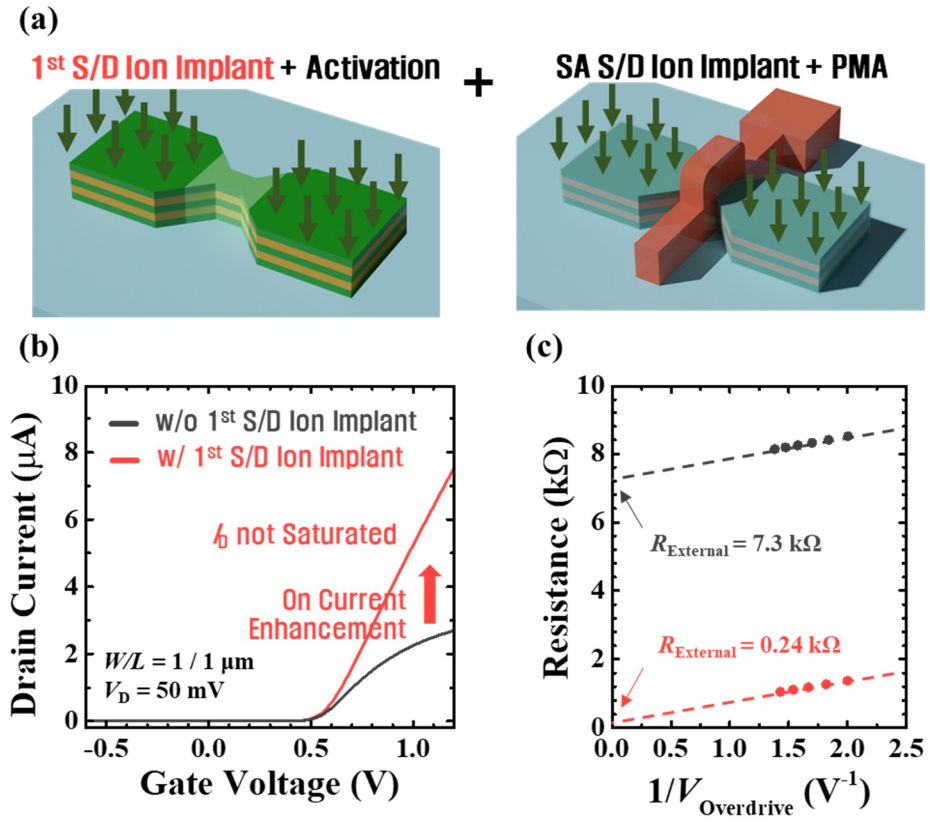 (a)
1st S/D Ion Implant + Activation
+
SA S/D Ion Implant + PMA
(b)
10
8
6
4
2
0
Drain Current (μA)
w/o 1st S/D Ion Implant
w/ 1st S/D Ion Implant
ID not Saturated
On Current
Enhancement
W/L = 1 / 1 μm
VD = 50 mV
-0.5
0.0
0.5
1.0
Gate Voltage (V)
(c)
10
8
6
4
2
0
Resistance (kΩ)
RExternal = 7.3 kΩ
RExternal = 0.24 kΩ
0.0
0.5
1.0
1.5
2.0
2.5
1/VOverdrive (V-1)